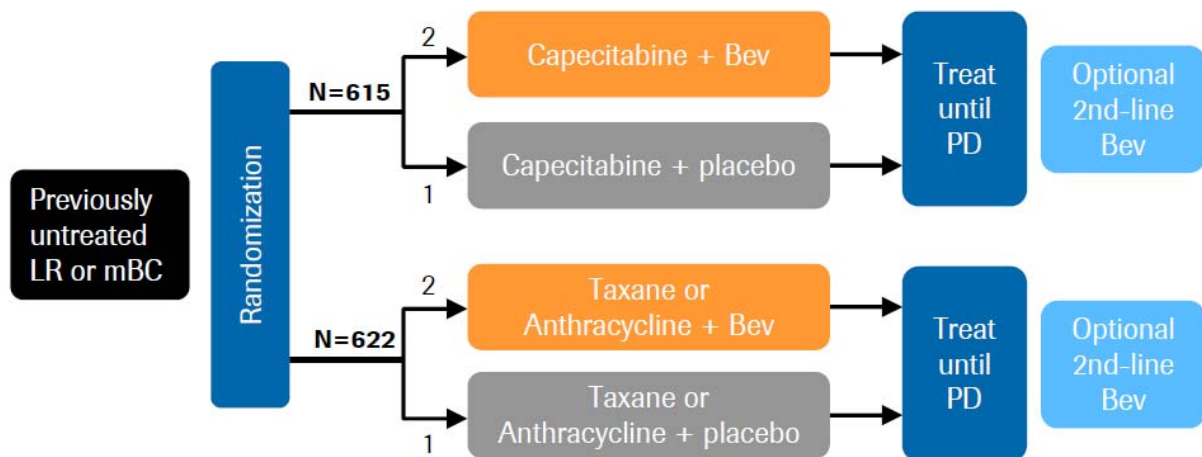 Previously
untreated
LR or mBC
Randomization
N=615
2
Capecitabine + Bev
1
Capecitabine + placebo
Treat
until
PD
Optional
2nd-line
Bev
N=622
2
Taxane or
Anthracycline + Bev
1
Taxane or
Anthracycline + placebo
Treat
until
PD
Optional
2nd-line
Bev